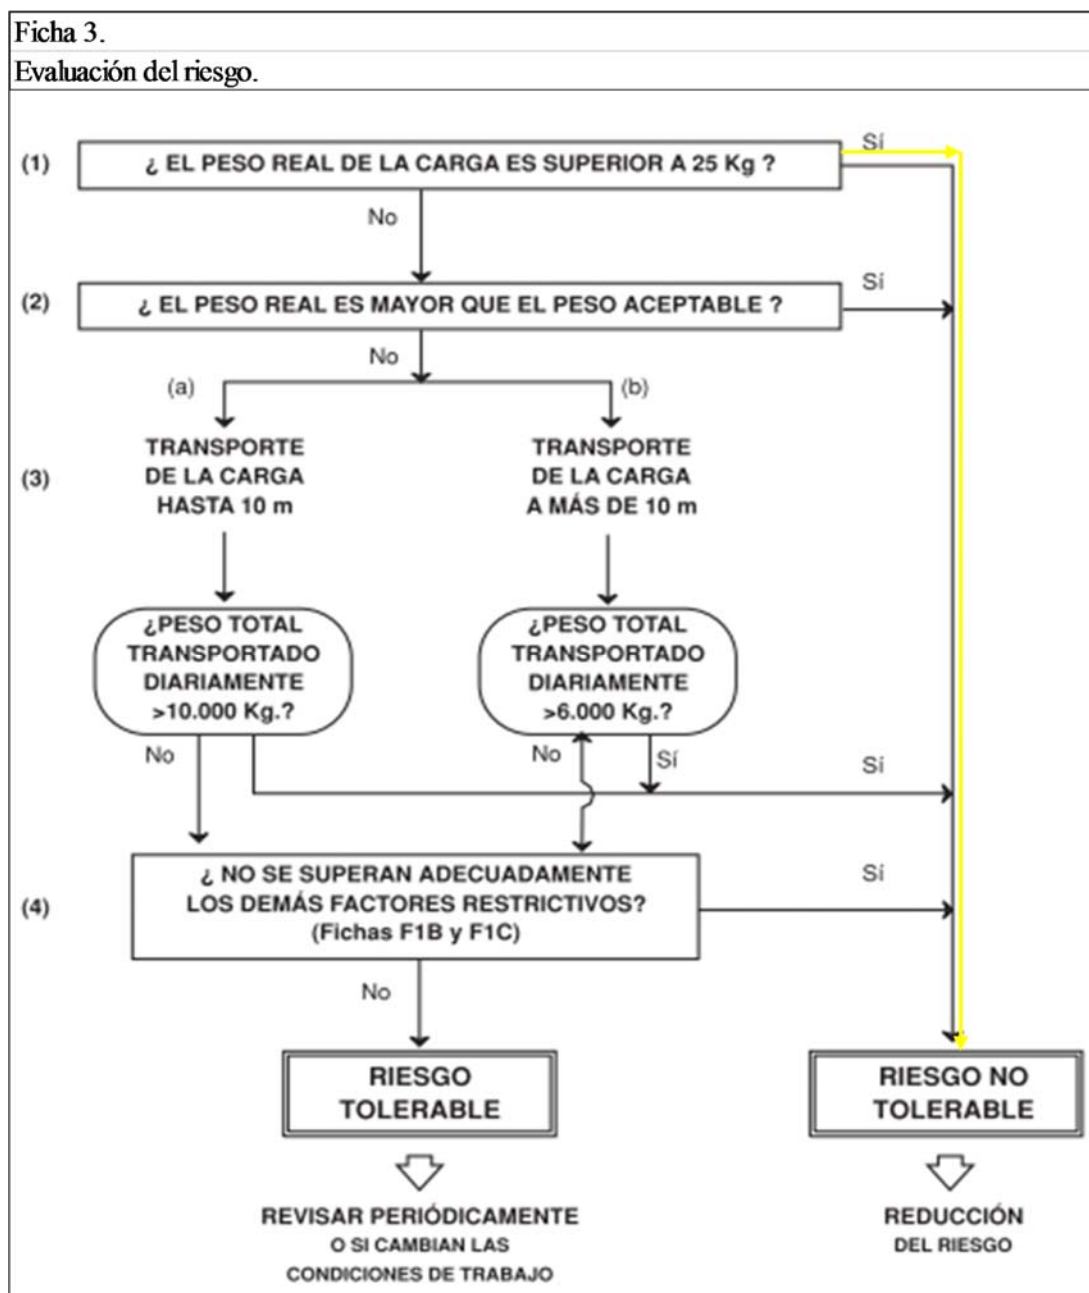 Ficha 3.
Evaluación del riesgo.
(1)
¿ EL PESO REAL DE LA CARGA ES SUPERIOR A 25 Kg ?
Sí
No
(2)
¿ EL PESO REAL ES MAYOR QUE EL PESO ACEPTABLE ?
Sí
No
(a)
(b)
(3)
TRANSPORTE
DE LA CARGA
HASTA 10 m
TRANSPORTE
DE LA CARGA
A MÁS DE 10 m
¿PESO TOTAL
TRANSPORTADO
DIARIAMENTE
>10.000 Kg.?
¿PESO TOTAL
TRANSPORTADO
DIARIAMENTE
>6.000 Kg.?
No
No
Sí
Sí
(4)
¿ NO SE SUPERAN ADECUADAMENTE
LOS DEMÁS FACTORES RESTRICTIVOS?
(Fichas F1B y F1C)
Sí
No
RIESGO
TOLERABLE
RIESGO NO
TOLERABLE
REVISAR PERIÓDICAMENTE
O SI CAMBIAN LAS
CONDICIONES DE TRABAJO
REDUCCIÓN
DEL RIESGO